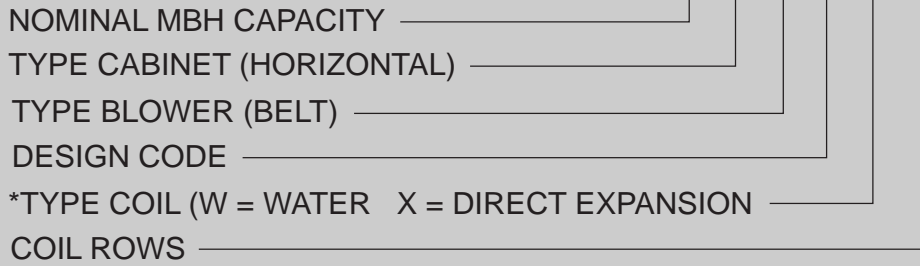 NOMINAL MBH CAPACITY
TYPE CABINET (HORIZONTAL)
TYPE BLOWER (BELT)
DESIGN CODE
*TYPE COIL (W = WATER   X = DIRECT EXPANSION
COIL ROWS